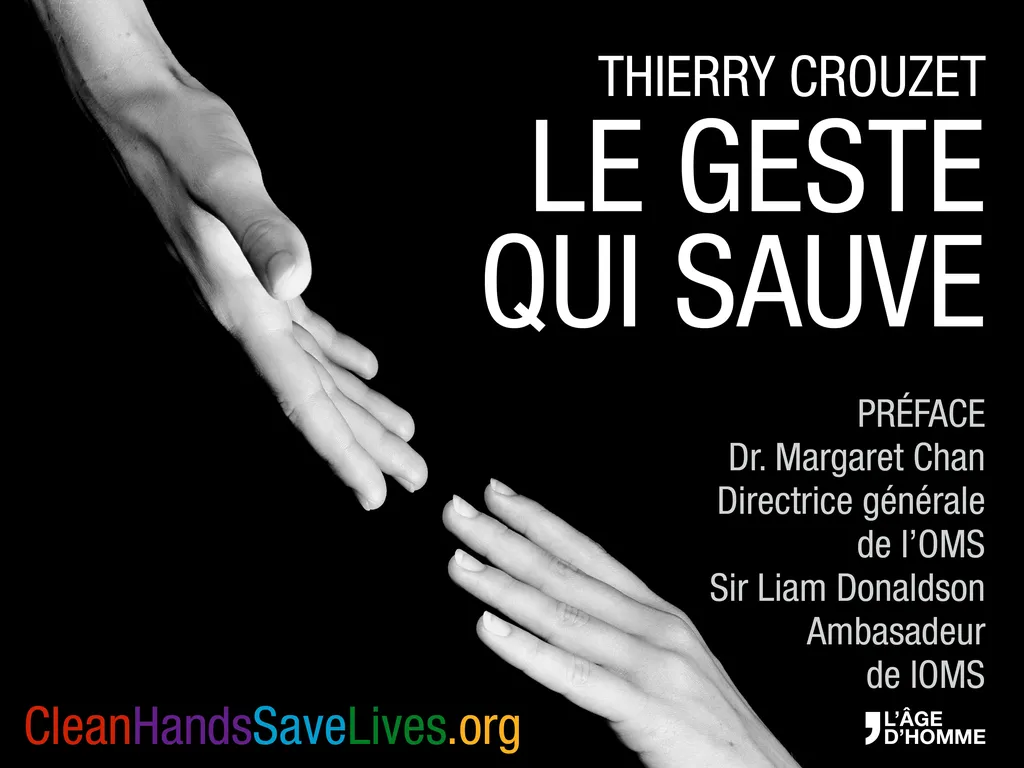 THIERRY CROUZET
LE GESTE
QUI SAUVE
PRÉFACE
Dr. Margaret Chan
Directrice générale
de l’OMS
Sir Liam Donaldson
Ambasadeur
de lOMS
CleanHandsSaveLives.org
L’ÂGE
D’HOMME